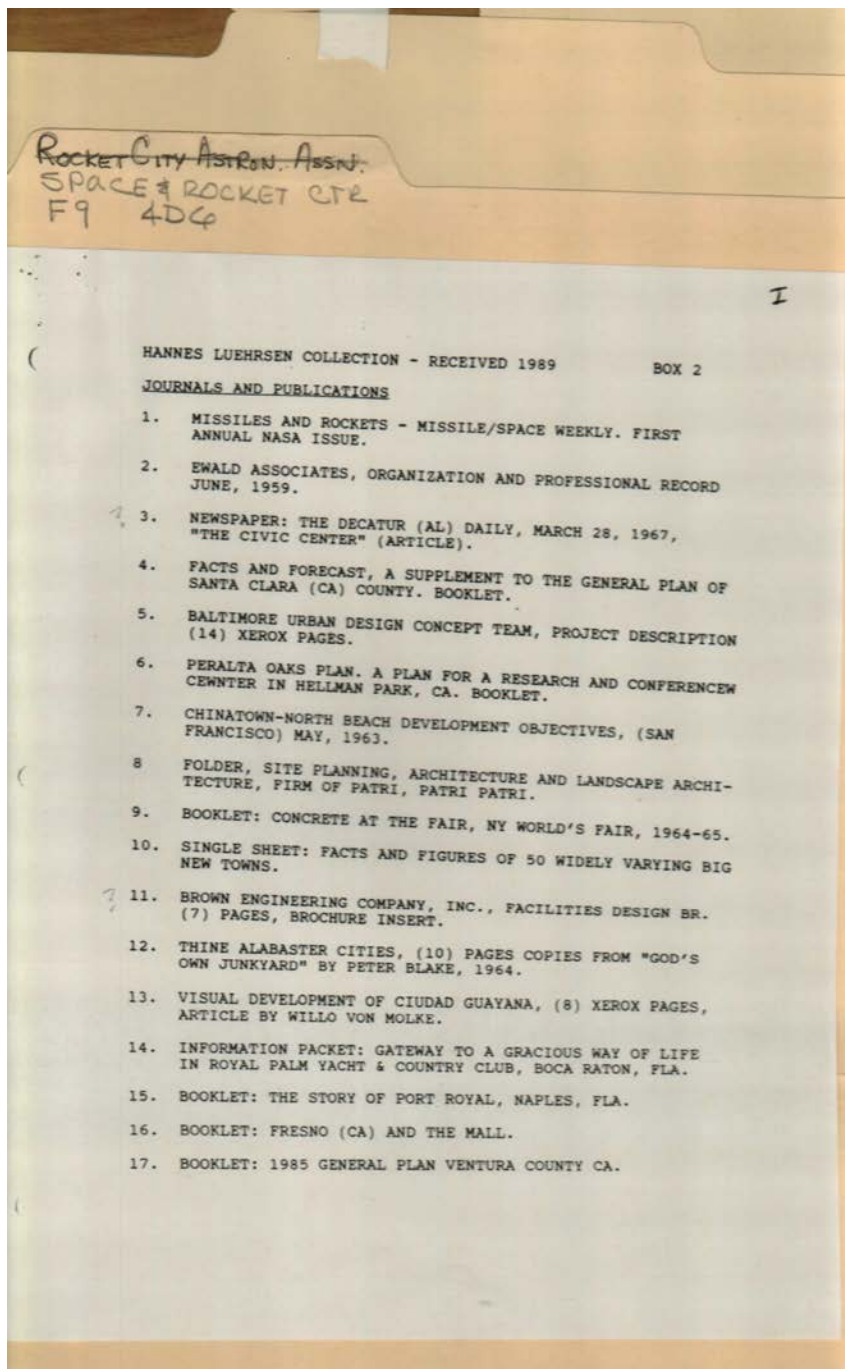 ROCKET CITY ASTRON. ASSN.
SPACE & ROCKET CTR
F9 4D6
I
HANNES LUEHRSEN COLLECTION - RECEIVED 1989 BOX 2
JOURNALS AND PUBLICATIONS
1. MISSILES AND ROCKETS - MISSILE/SPACE WEEKLY. FIRST
ANNUAL NASA ISSUE.
2. EWALD ASSOCIATES, ORGANIZATION AND PROFESSIONAL RECORD
JUNE, 1959.
? 3. NEWSPAPER: THE DECATUR (AL) DAILY, MARCH 28, 1967,
"THE CIVIC CENTER" (ARTICLE).
4. FACTS AND FORECAST, A SUPPLEMENT TO THE GENERAL PLAN OF
SANTA CLARA (CA) COUNTY. BOOKLET.
5. BALTIMORE URBAN DESIGN CONCEPT TEAM, PROJECT DESCRIPTION
(14) XEROX PAGES.
6. PERALTA OAKS PLAN. A PLAN FOR A RESEARCH AND CONFERENCEW
CEWNTER IN HELLMAN PARK, CA. BOOKLET.
7. CHINATOWN-NORTH BEACH DEVELOPMENT OBJECTIVES, (SAN
FRANCISCO) MAY, 1963.
8 FOLDER, SITE PLANNING, ARCHITECTURE AND LANDSCAPE ARCHI-
TECTURE, FIRM OF PATRI, PATRI PATRI.
9. BOOKLET: CONCRETE AT THE FAIR, NY WORLD'S FAIR, 1964-65.
10. SINGLE SHEET: FACTS AND FIGURES OF 50 WIDELY VARYING BIG
NEW TOWNS.
? 11. BROWN ENGINEERING COMPANY, INC., FACILITIES DESIGN BR.
(7) PAGES, BROCHURE INSERT.
12. THINE ALABASTER CITIES, (10) PAGES COPIES FROM "GOD'S
OWN JUNKYARD" BY PETER BLAKE, 1964.
13. VISUAL DEVELOPMENT OF CIUDAD GUAYANA, (8) XEROX PAGES,
ARTICLE BY WILLO VON MOLKE.
14. INFORMATION PACKET: GATEWAY TO A GRACIOUS WAY OF LIFE
IN ROYAL PALM YACHT & COUNTRY CLUB, BOCA RATON, FLA.
15. BOOKLET: THE STORY OF PORT ROYAL, NAPLES, FLA.
16. BOOKLET: FRESNO (CA) AND THE MALL.
17. BOOKLET: 1985 GENERAL PLAN VENTURA COUNTY CA.